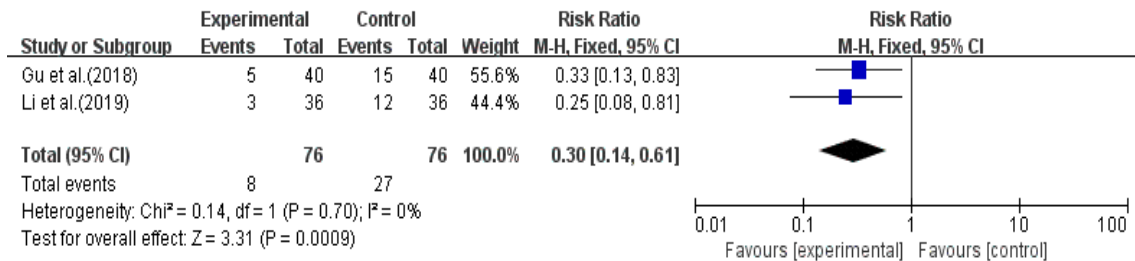 Experimental Control Risk Ratio Risk Ratio
Study or Subgroup Events Total Events Total Weight M-H, Fixed, 95% CI M-H, Fixed, 95% CI
Gu et al.(2018) 5 40 15 40 55.6% 0.33 [0.13, 0.83]
Li et al.(2019) 3 36 12 36 44.4% 0.25 [0.08, 0.81]
Total (95% CI) 76 76 100.0% 0.30 [0.14, 0.61]
Total events 8 27
Heterogeneity: Chi² = 0.14, df = 1 (P = 0.70); I² = 0%
Test for overall effect: Z = 3.31 (P = 0.0009)
0.01 0.1 1 10 100
Favours [experimental] Favours [control]